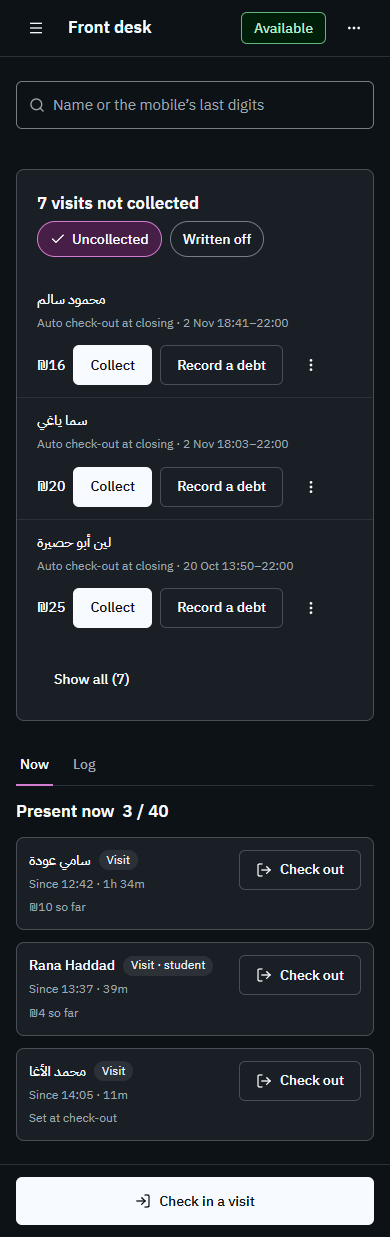 Front desk
Available
Name or the mobile’s last digits
7 visits not collected
Uncollected
Written off
محمود سالم
Auto check-out at closing · 2 Nov 18:41–22:00
₪16
Collect
Record a debt
سما ياغي
Auto check-out at closing · 2 Nov 18:03–22:00
₪20
Collect
Record a debt
لين أبو حصيرة
Auto check-out at closing · 20 Oct 13:50–22:00
₪25
Collect
Record a debt
Show all (7)
Now
Log
Present now 3 / 40
سامي عودة
Visit
Check out
Since 12:42 · 1h 34m
₪10 so far
Rana Haddad
Visit · student
Check out
Since 13:37 · 39m
₪4 so far
محمد الأغا
Visit
Check out
Since 14:05 · 11m
Set at check-out
Check in a visit